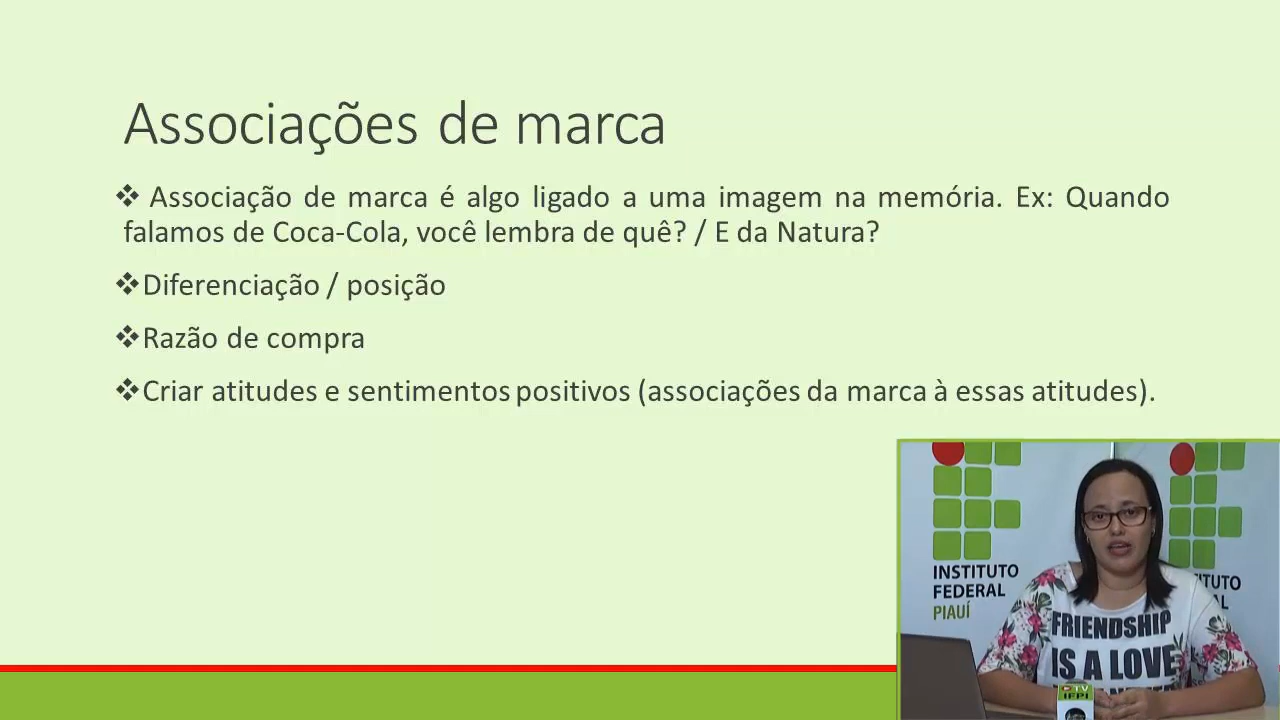 Associações de marca
❖ Associação de marca é algo ligado a uma imagem na memória. Ex: Quando
falamos de Coca-Cola, você lembra de quê? / E da Natura?
❖Diferenciação / posição
❖Razão de compra
❖Criar atitudes e sentimentos positivos (associações da marca à essas atitudes).
INSTITUTO
FEDERAL
PIAUÍ
FRIENDSHIP
IS A LOVE
TV
IFPI